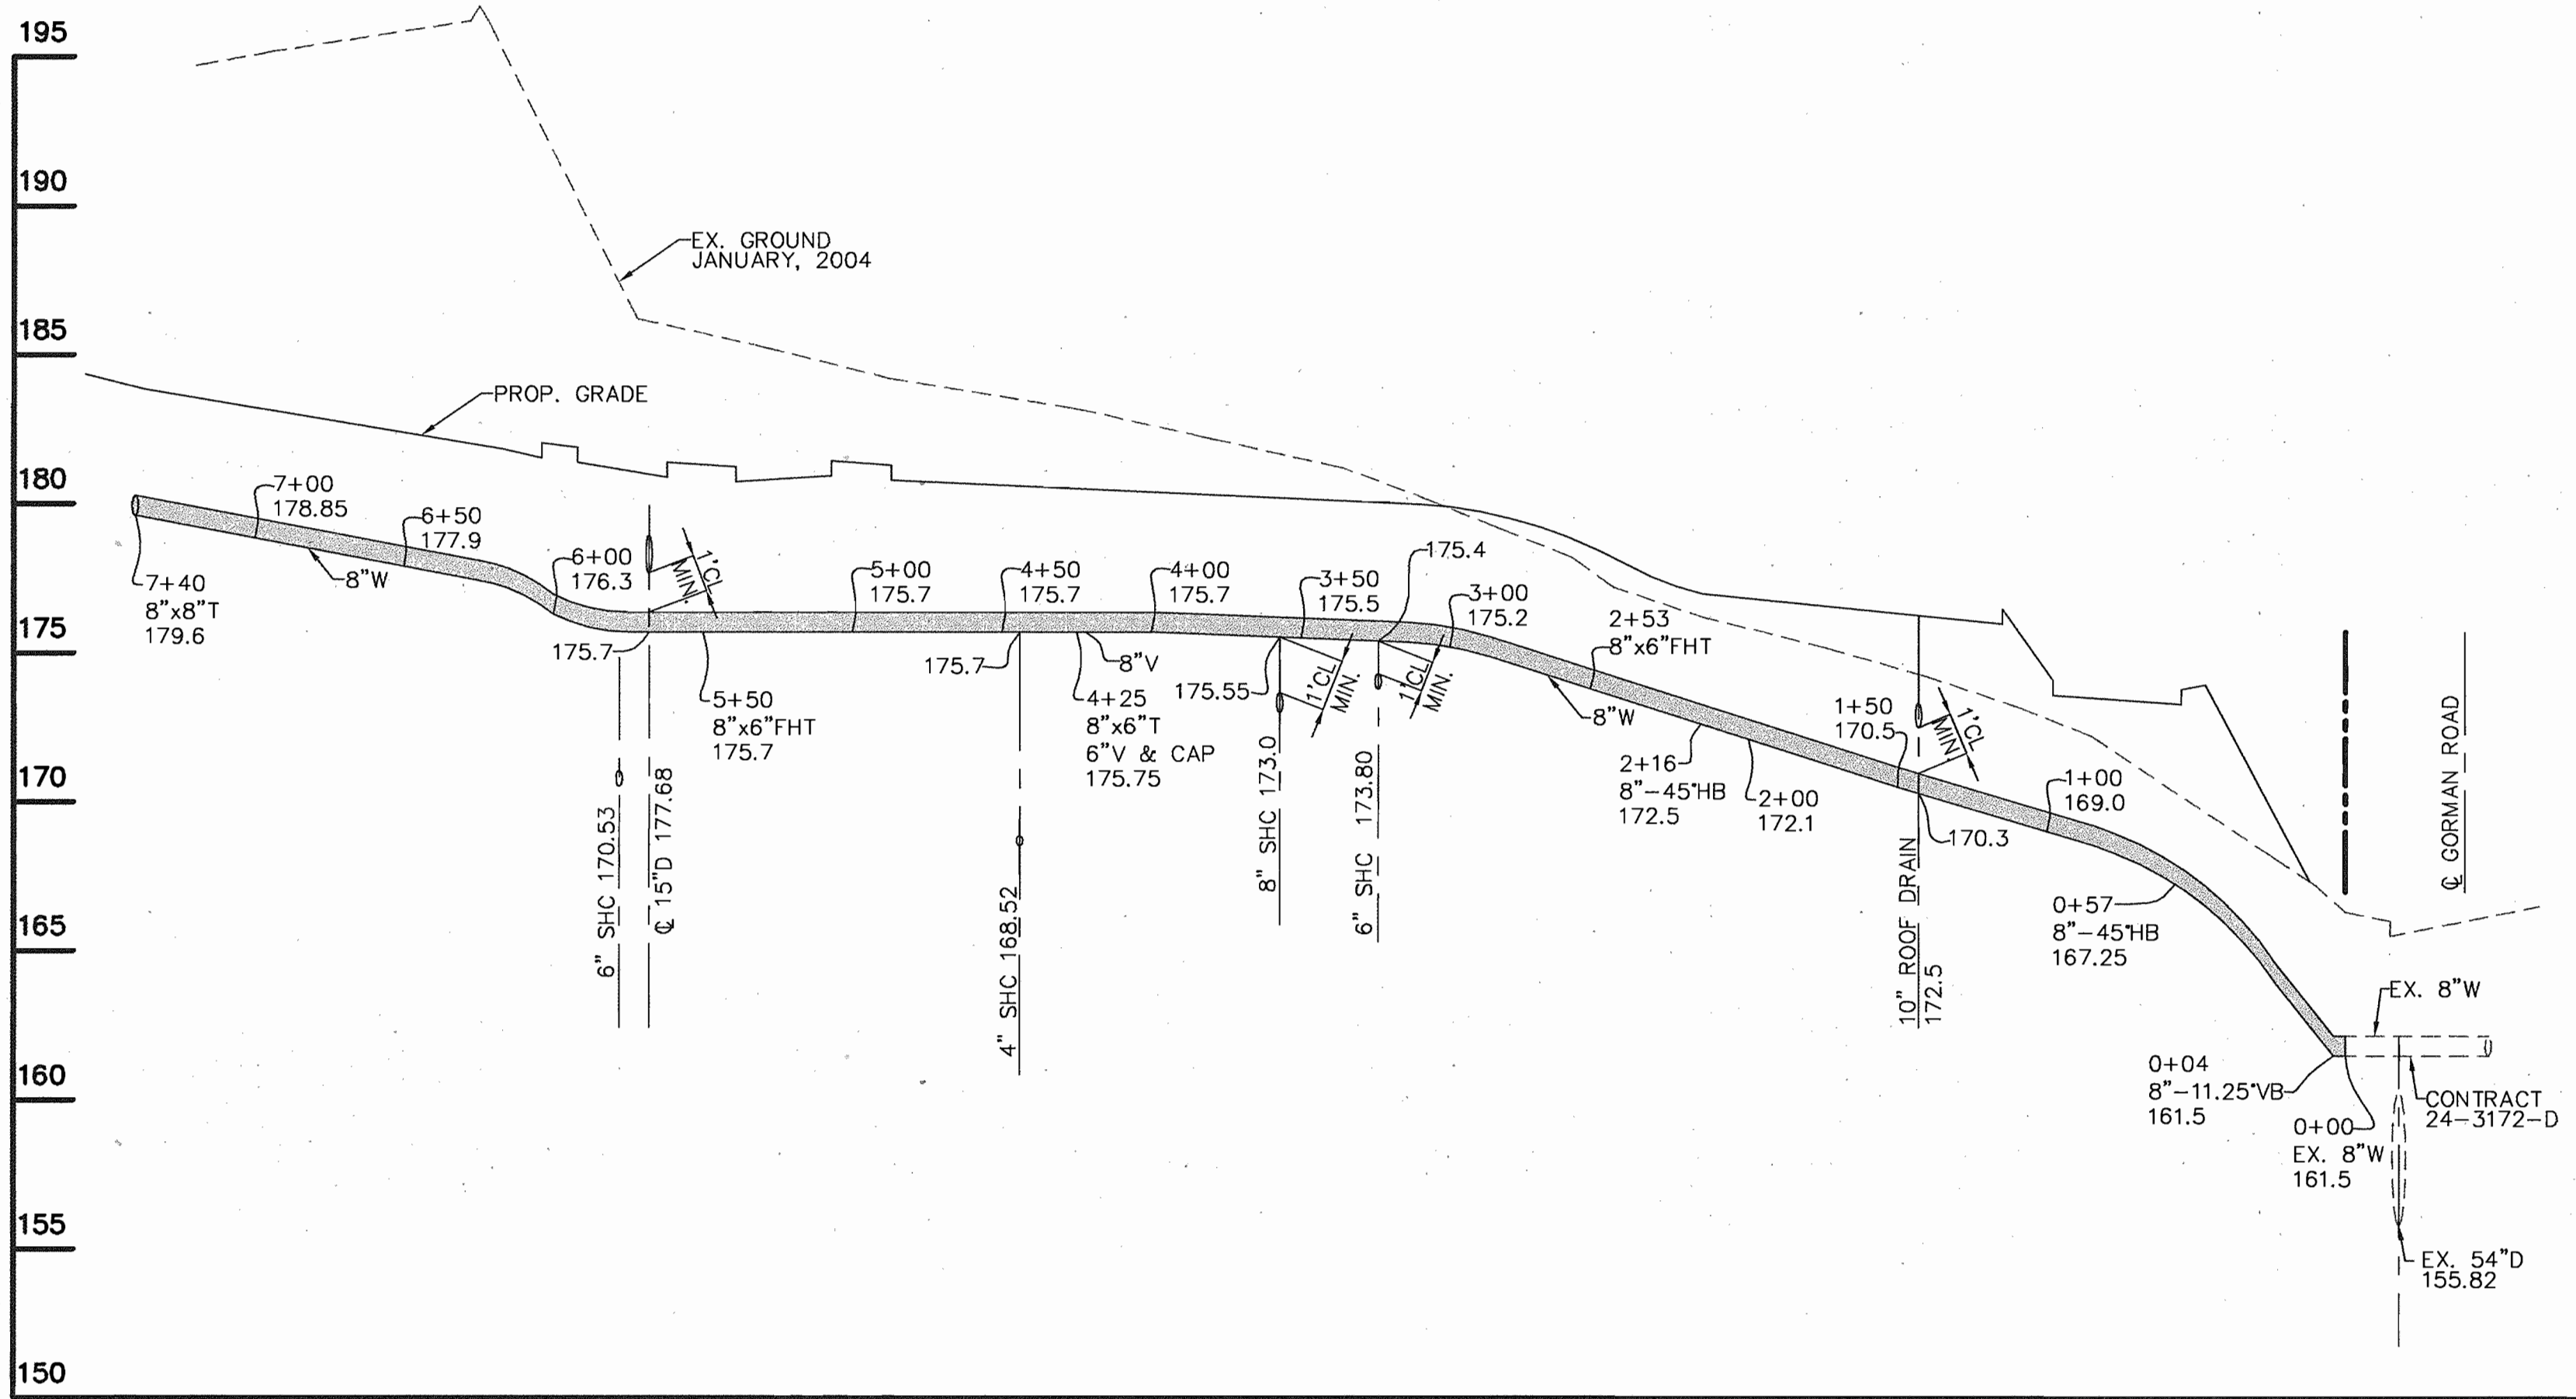 195
190
185
180
175
170
165
160
155
150
EX. GROUND
JANUARY, 2004
PROP. GRADE
7+00
178.85
6+50
177.9
6+00
176.3
8"W
7+40
8"x8"T
179.6
1'CL
MIN.
175.7
5+50
8"x6"FHT
175.7
6" SHC 170.53
℄ 15"D 177.68
5+00
175.7
4+50
175.7
4+00
175.7
175.7
8"V
4+25
8"x6"T
6"V & CAP
175.75
4" SHC 168.52
3+50
175.5
175.4
3+00
175.2
175.55
1'CL
MIN.
1'CL
MIN.
8" SHC 173.0
6" SHC 173.80
2+53
8"x6"FHT
8"W
2+16
8"-45°HB
172.5
2+00
172.1
1+50
170.5
1'CL
MIN.
170.3
10" ROOF DRAIN
172.5
1+00
169.0
0+57
8"-45°HB
167.25
0+04
8"-11.25°VB
161.5
0+00
EX. 8"W
161.5
℄ GORMAN ROAD
EX. 8"W
CONTRACT
24-3172-D
EX. 54"D
155.82